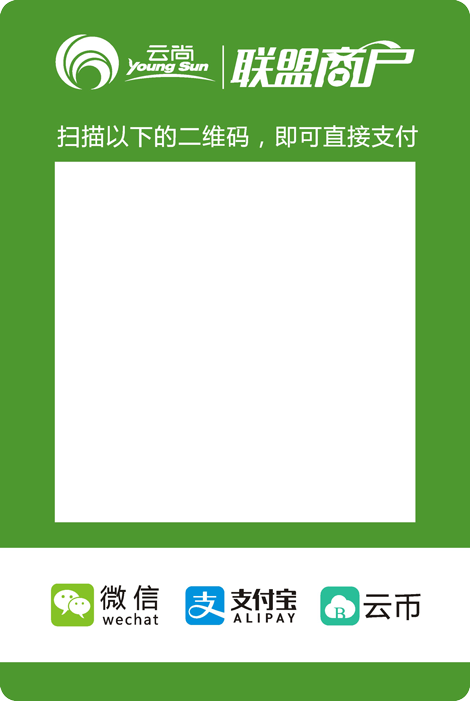 云尚
Young Sun
联盟商户
扫描以下的二维码，即可直接支付
微信
wechat
支
支付宝
ALIPAY
B
云币